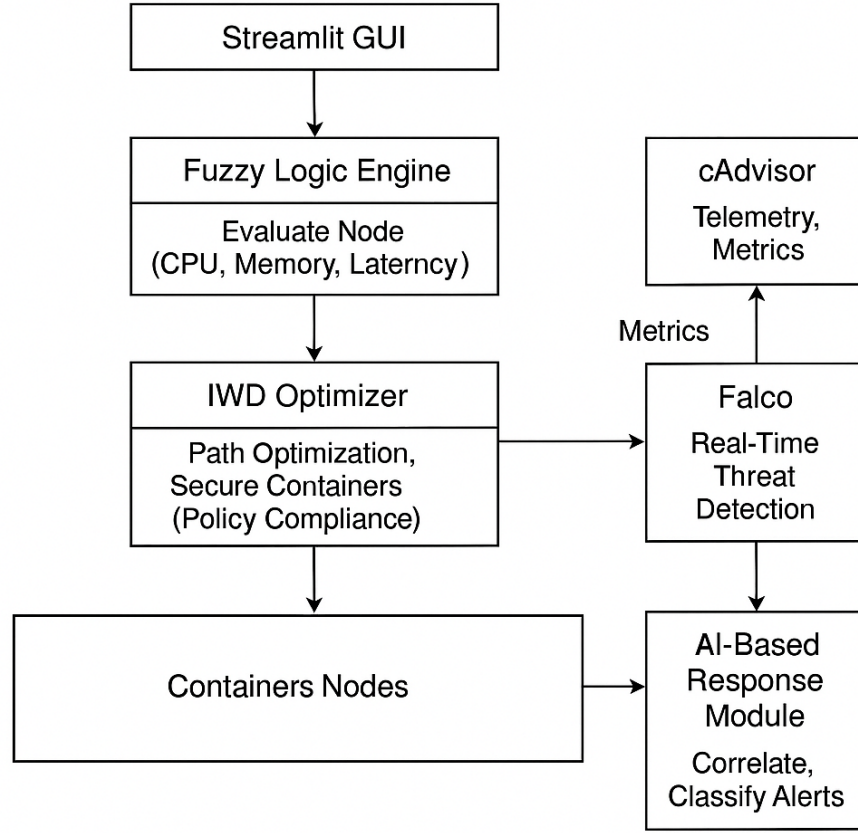 Streamlit GUI
Fuzzy Logic Engine
Evaluate Node
(CPU, Memory, Laterncy)
cAdvisor
Telemetry,
Metrics
Metrics
IWD Optimizer
Path Optimization,
Secure Containers
(Policy Compliance)
Falco
Real-Time
Threat
Detection
Containers Nodes
AI-Based
Response
Module
Correlate,
Classify Alerts